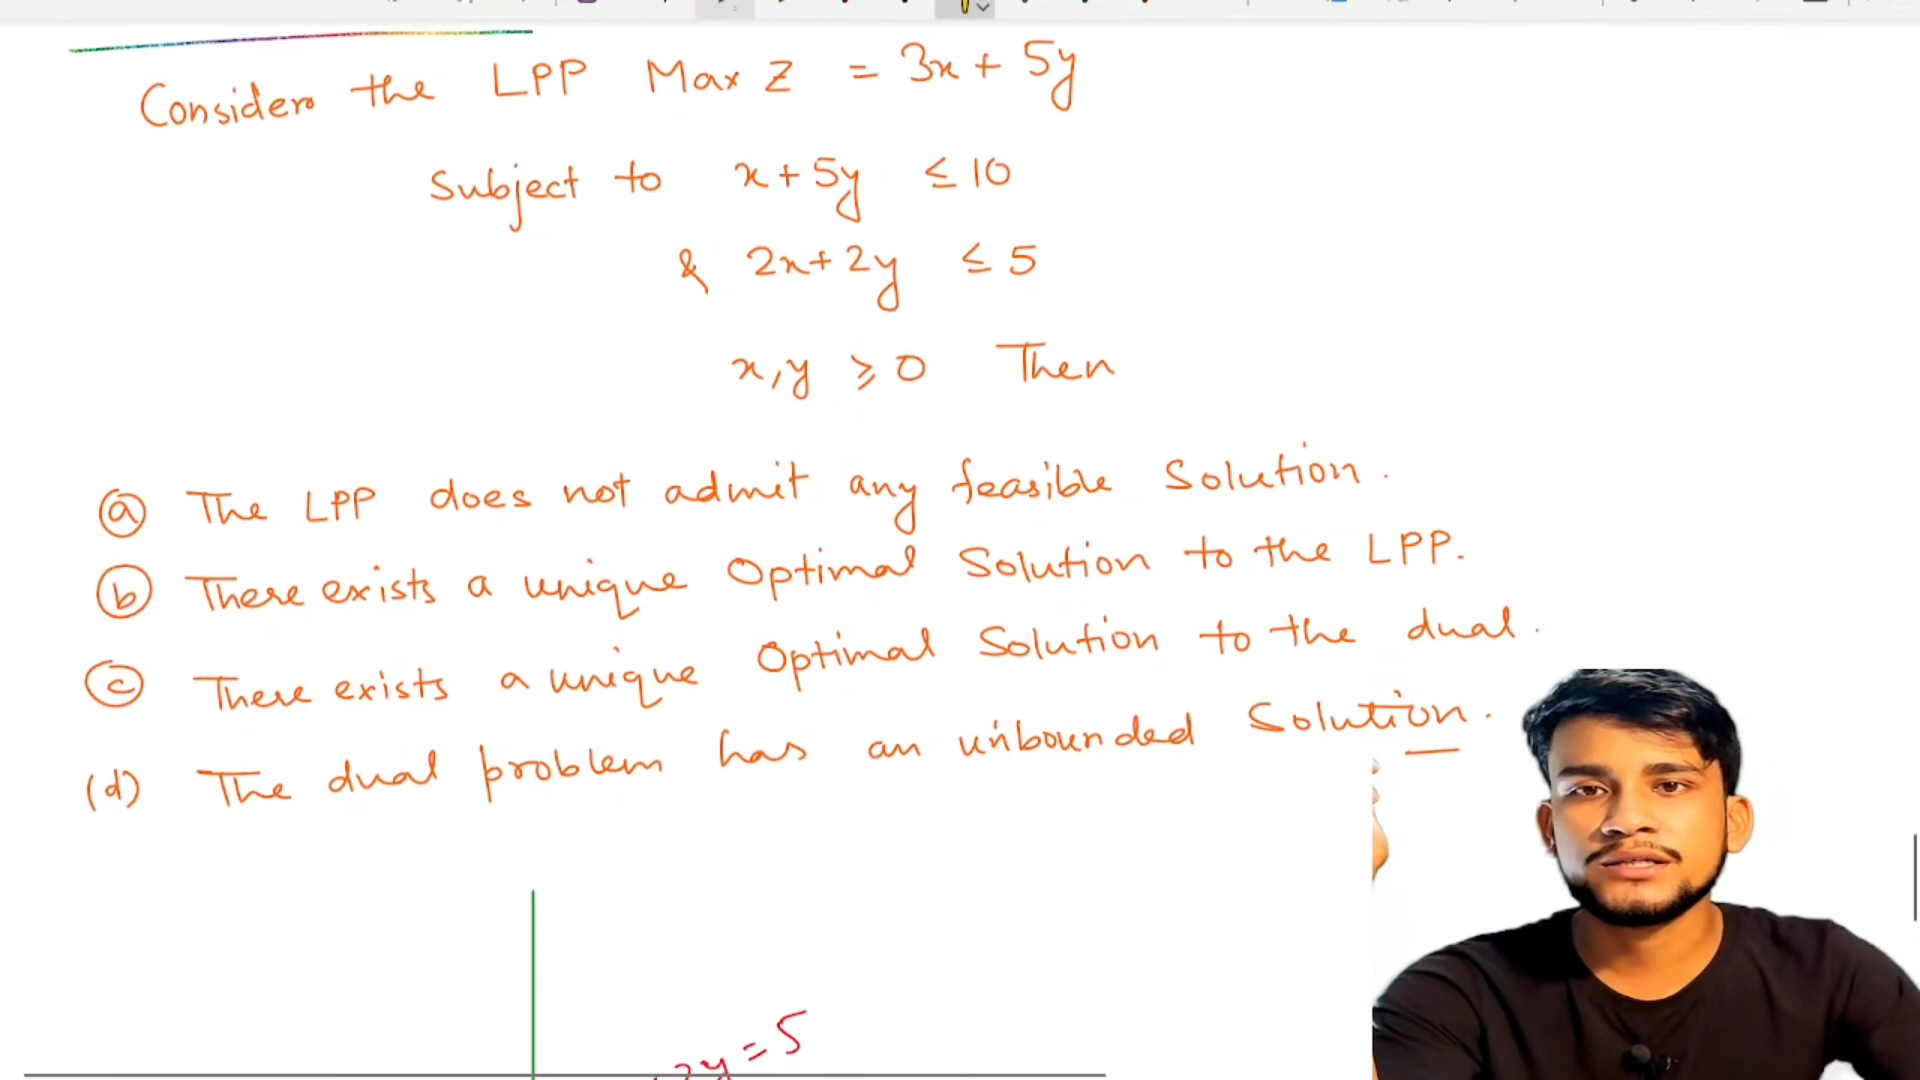 Consider the LPP Max Z = 3x + 5y
Subject to x + 5y ≤ 10
& 2x + 2y ≤ 5
x, y ≥ 0 Then
(a) The LPP does not admit any feasible Solution.
(b) There exists a unique Optimal Solution to the LPP.
(c) There exists a unique Optimal Solution to the dual.
(d) The dual problem has an unbounded Solution.
+2y = 5